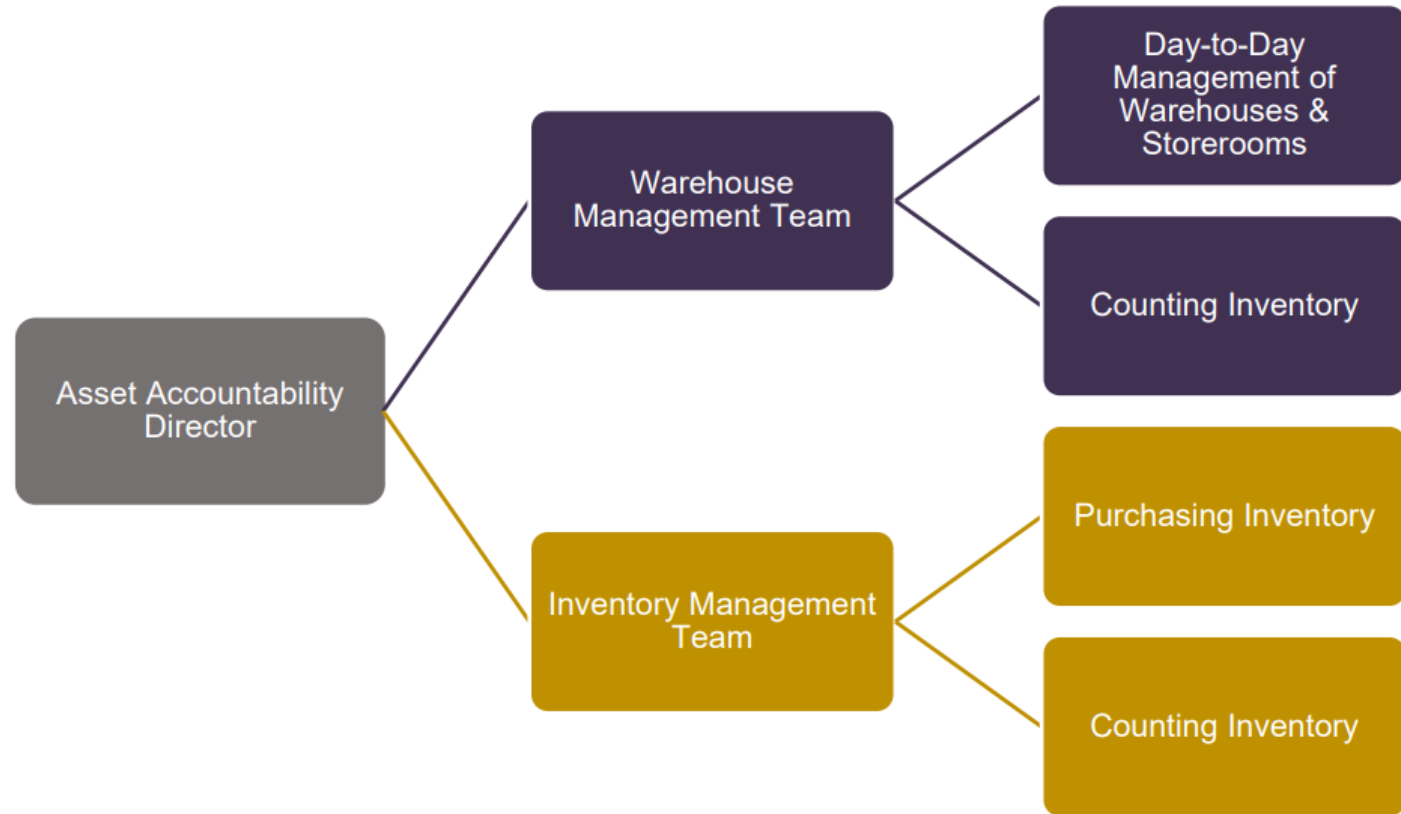 Day-to-Day
Management of
Warehouses &
Storerooms
Warehouse
Management Team
Counting Inventory
Asset Accountability
Director
Purchasing Inventory
Inventory Management
Team
Counting Inventory